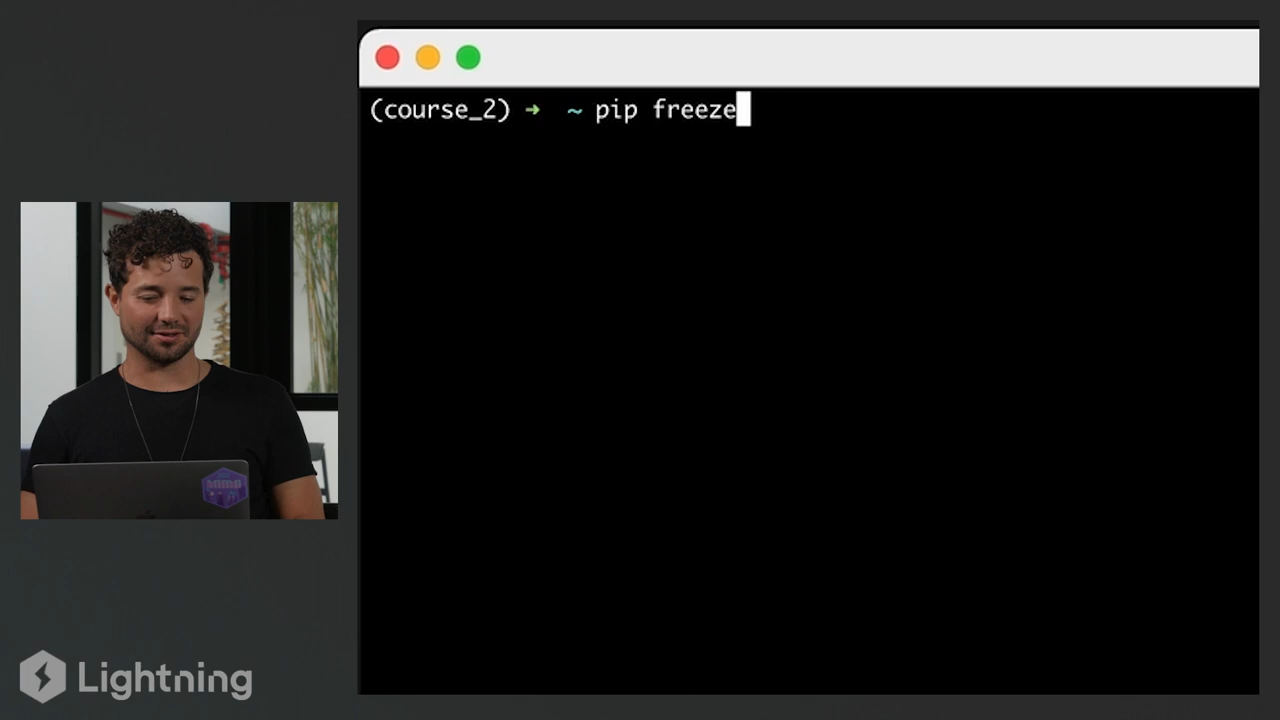 (course_2) ➜ ~ pip freeze
Lightning